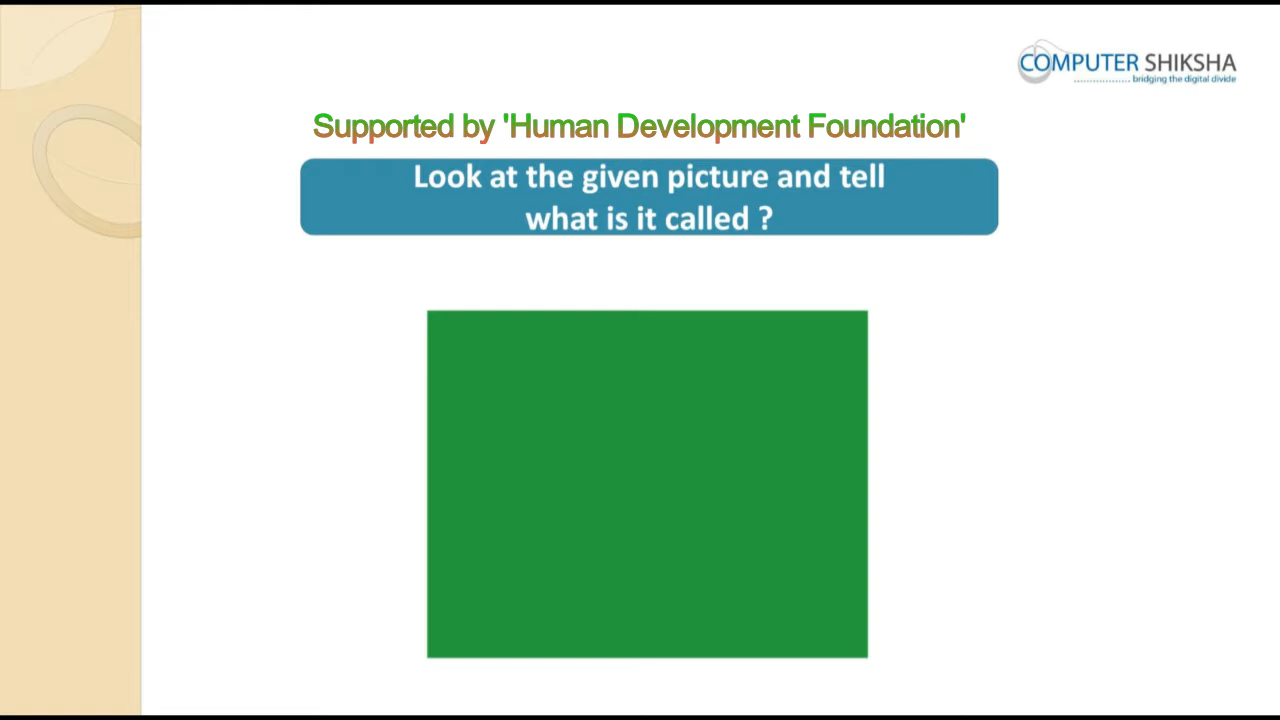 COMPUTER SHIKSHA
bridging the digital divide
Supported by 'Human Development Foundation'
Look at the given picture and tell
what is it called ?